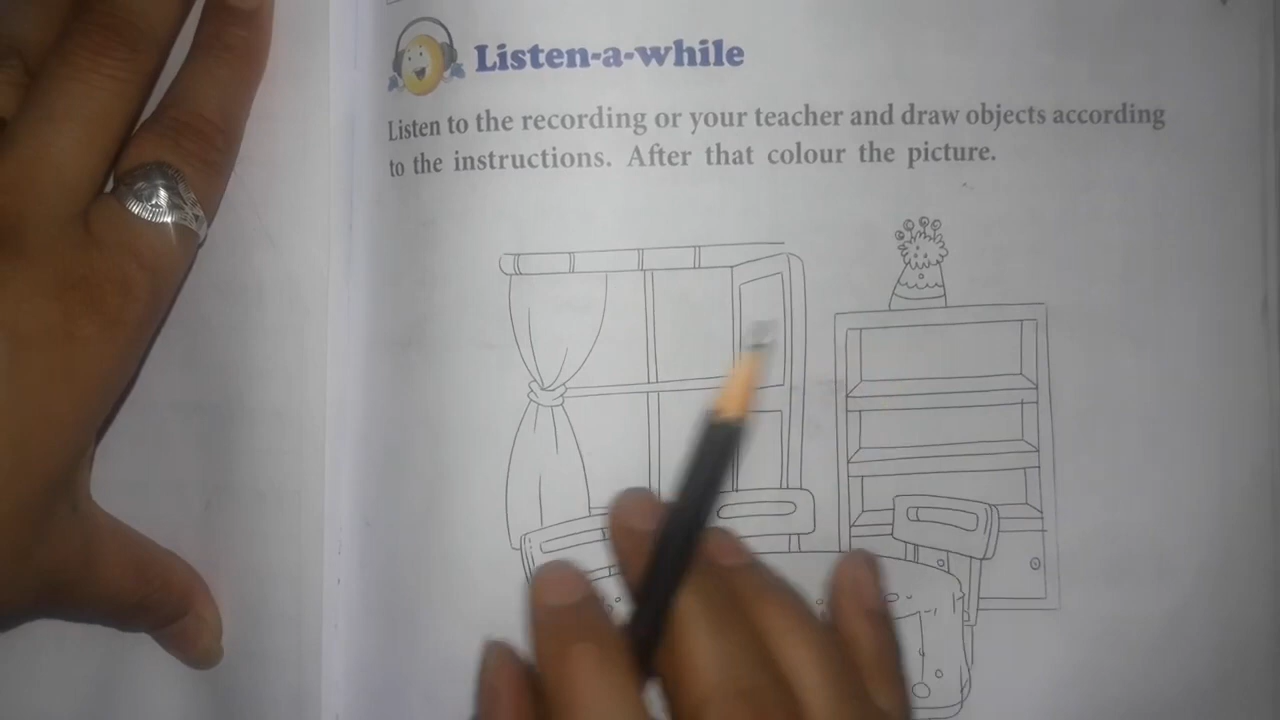 Listen-a-while
Listen to the recording or your teacher and draw objects according
to the instructions. After that colour the picture.